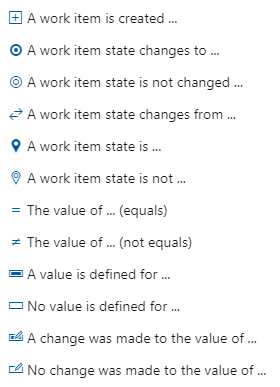 A work item is created ...
A work item state changes to ...
A work item state is not changed ...
A work item state changes from ...
A work item state is ...
A work item state is not ...
= The value of ... (equals)
≠ The value of ... (not equals)
A value is defined for ...
No value is defined for ...
A change was made to the value of ...
No change was made to the value of ...